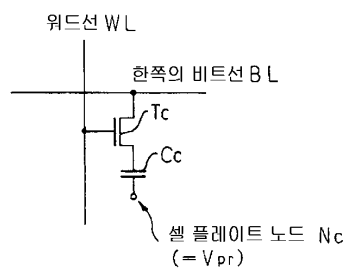 워드선 WL
한쪽의 비트선 BL
Tc
Cc
셀 플레이트 노드 Nc
(= Vpr)